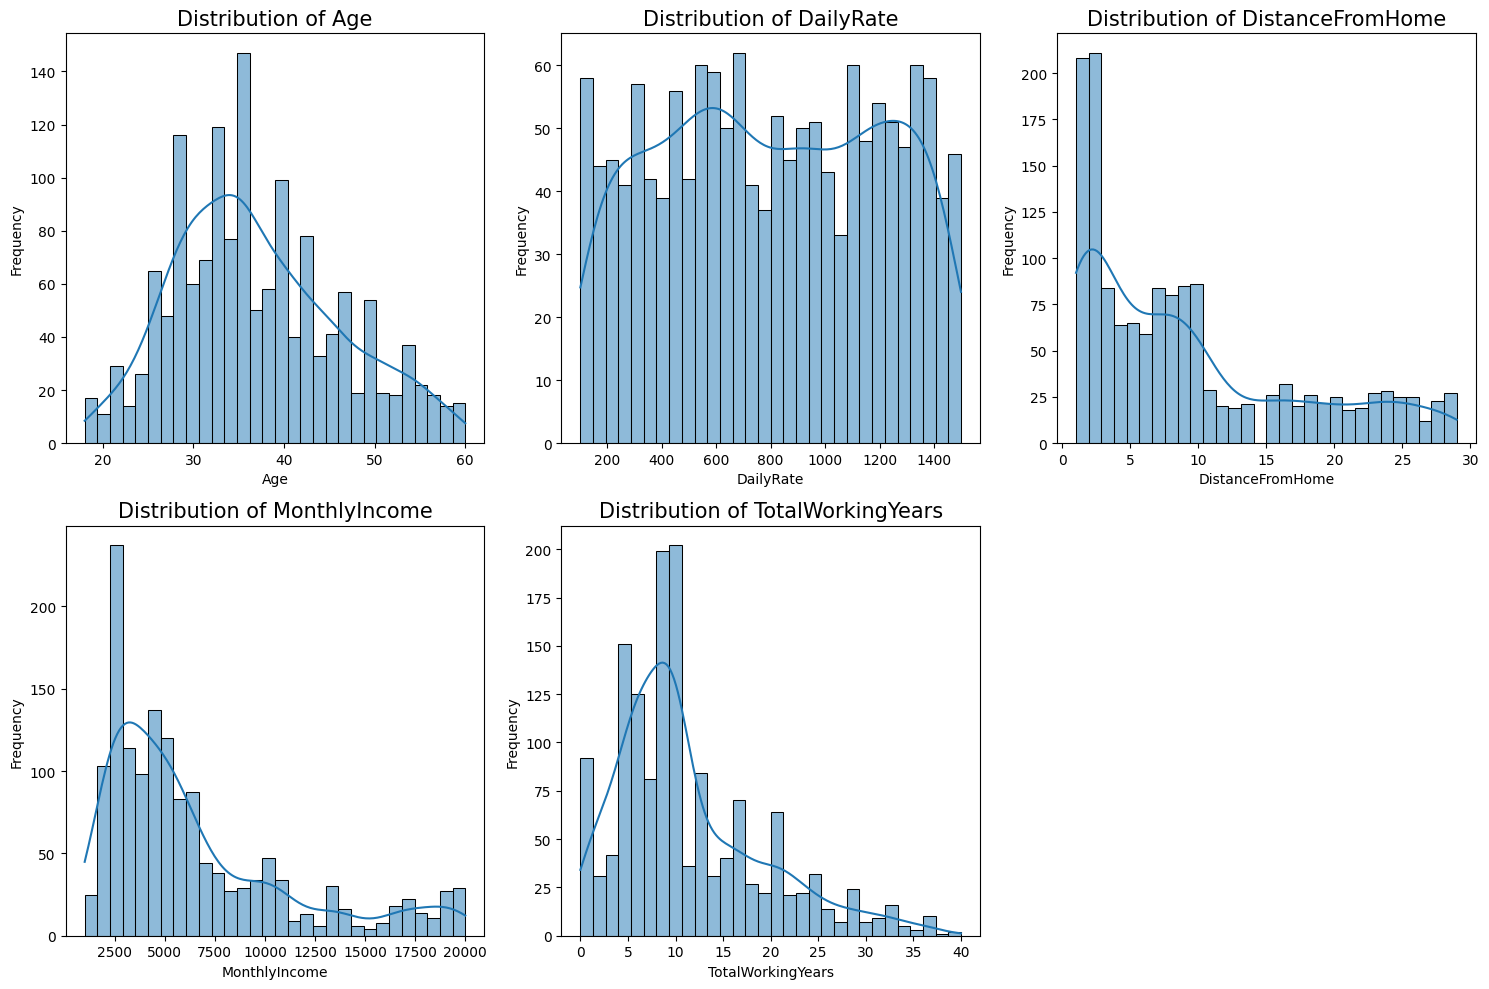 Distribution of Age
140
120
100
80
60
40
20
0
Frequency
20 30 40 50 60
Age
Distribution of DailyRate
60
50
40
30
20
10
0
Frequency
200 400 600 800 1000 1200 1400
DailyRate
Distribution of DistanceFromHome
200
175
150
125
100
75
50
25
0
Frequency
0 5 10 15 20 25 30
DistanceFromHome
Distribution of MonthlyIncome
200
150
100
50
0
Frequency
2500 5000 7500 10000 12500 15000 17500 20000
MonthlyIncome
Distribution of TotalWorkingYears
200
175
150
125
100
75
50
25
0
Frequency
0 5 10 15 20 25 30 35 40
TotalWorkingYears